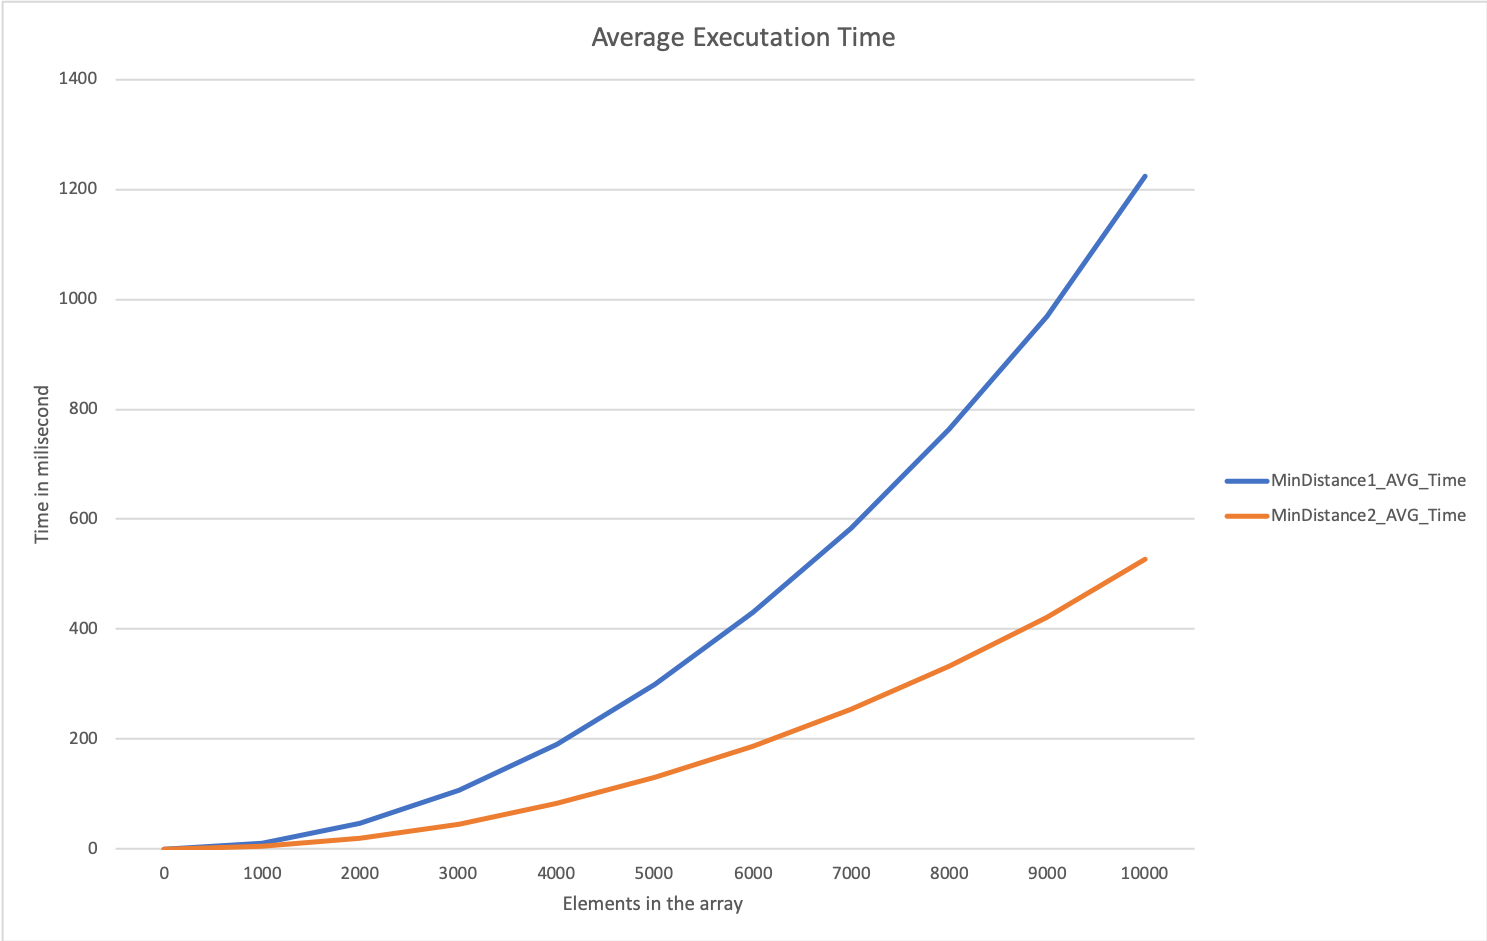 Average Executation Time
1400
1200
1000
800
600
400
200
0
Time in milisecond
0 1000 2000 3000 4000 5000 6000 7000 8000 9000 10000
Elements in the array
MinDistance1_AVG_Time
MinDistance2_AVG_Time